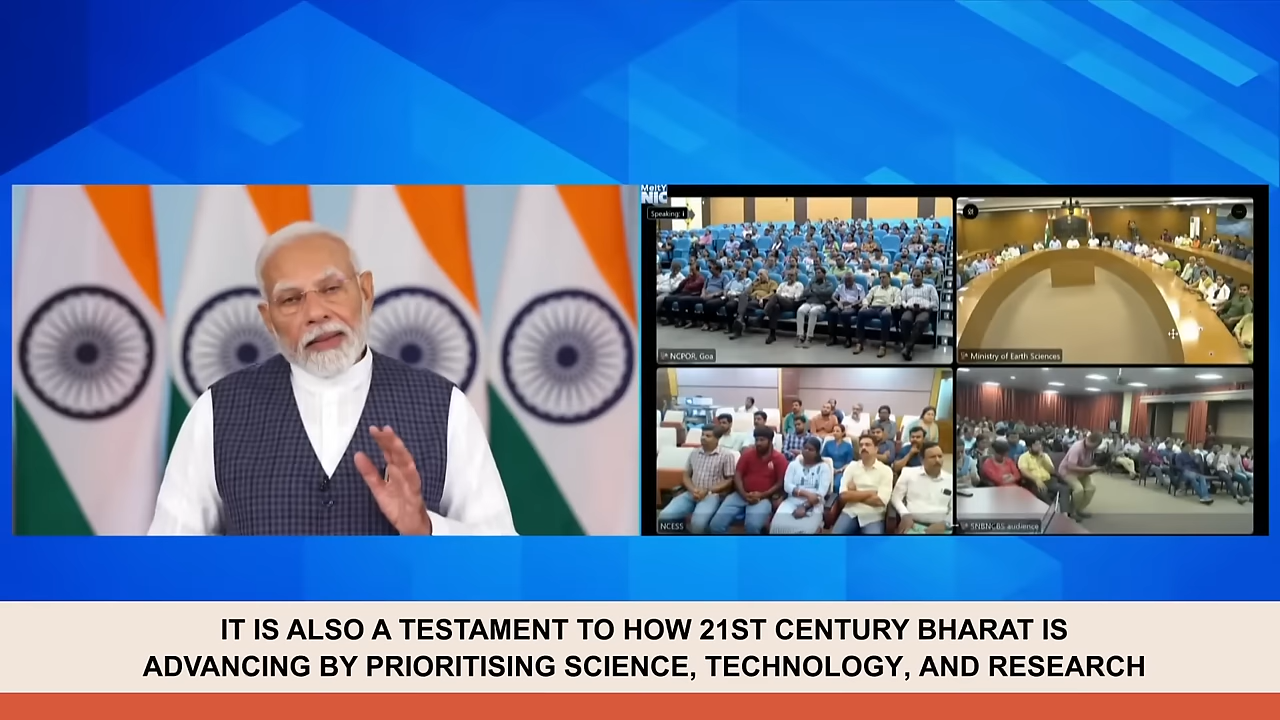 MeitY
NIC
Speaking:
NCPOR, Goa
Ministry of Earth Sciences
NCESS
SNBNCBS audience
IT IS ALSO A TESTAMENT TO HOW 21ST CENTURY BHARAT IS
ADVANCING BY PRIORITISING SCIENCE, TECHNOLOGY, AND RESEARCH